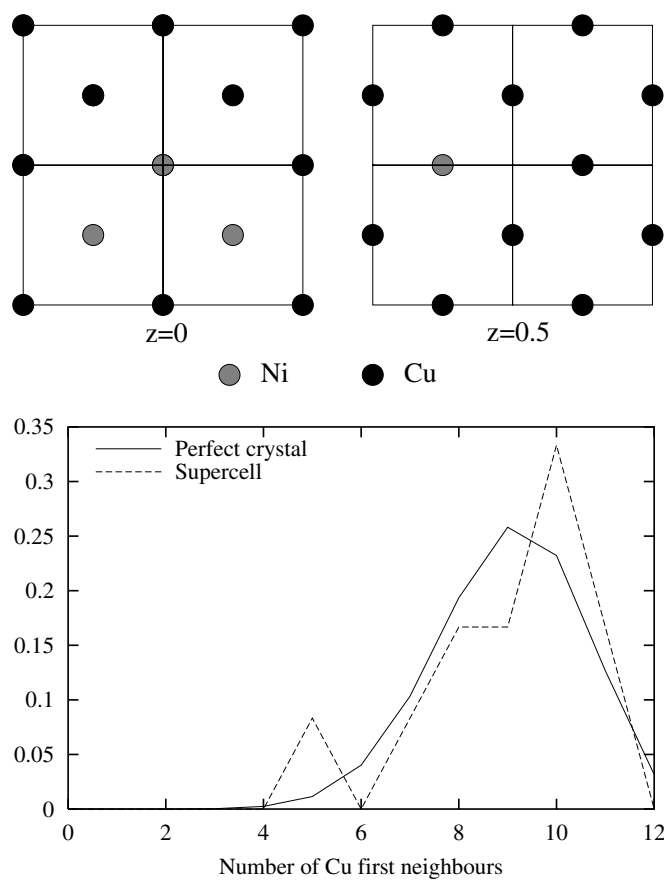 z=0
z=0.5
Ni
Cu
0.35
0.3
0.25
0.2
0.15
0.1
0.05
0
Perfect crystal
Supercell
0 2 4 6 8 10 12
Number of Cu first neighbours